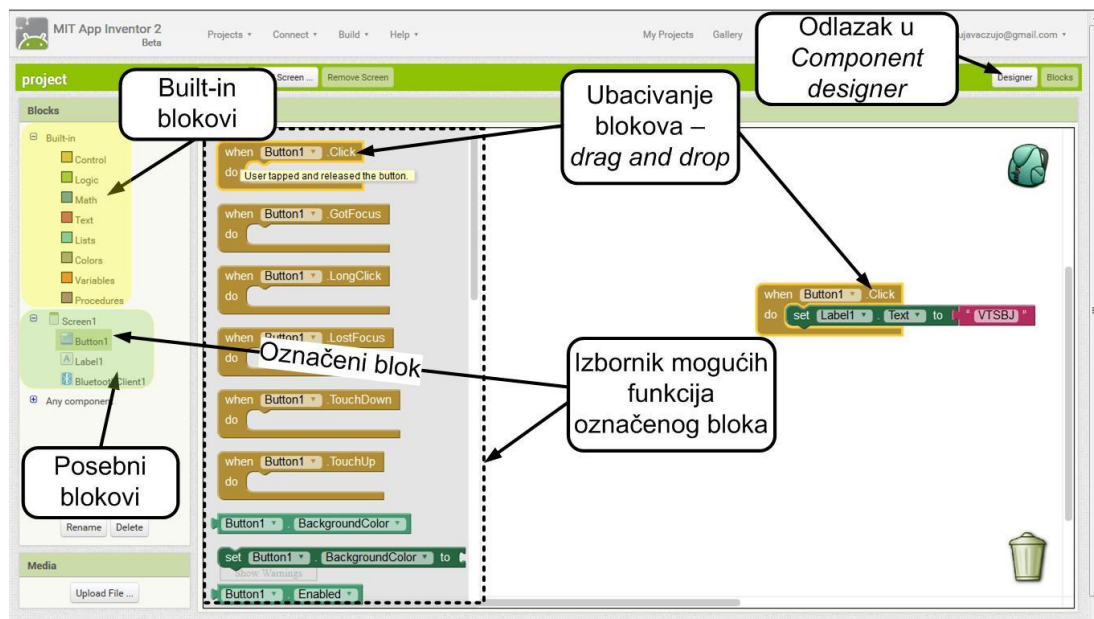 MIT App Inventor 2
Beta
Projects
Connect
Build
Help
My Projects
Gallery
ujavaczujo@gmail.com
Odlazak u
Component
designer
project
Screen ...
Remove Screen
Designer
Blocks
Built-in
blokovi
Ubacivanje
blokova –
drag and drop
Blocks
Built-in
Control
Logic
Math
Text
Lists
Colors
Variables
Procedures
Screen1
Button1
Label1
BluetoothClient1
Any component
Označeni blok
Posebni
blokovi
Rename
Delete
Media
Upload File ...
when Button1 .Click
do
User tapped and released the button.
when Button1 .GotFocus
do
when Button1 .LongClick
do
when Button1 .LostFocus
do
when Button1 .TouchDown
do
when Button1 .TouchUp
do
Button1 . BackgroundColor
set Button1 . BackgroundColor to
Show Warnings
Button1 . Enabled
Izbornik mogućih
funkcija
označenog bloka
when Button1 .Click
do set Label1 . Text to " VTSBJ "